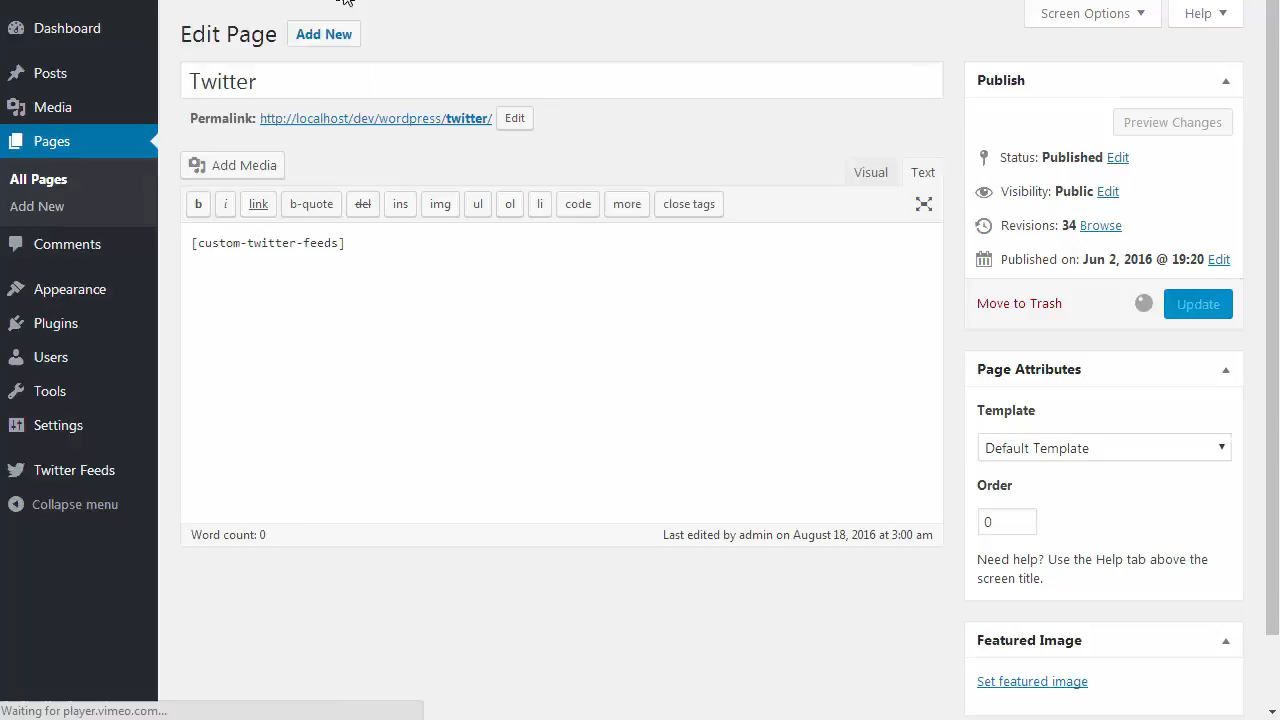 Dashboard
Posts
Media
Pages
All Pages
Add New
Comments
Appearance
Plugins
Users
Tools
Settings
Twitter Feeds
Collapse menu
Screen Options
Help
Edit Page
Add New
Twitter
Permalink: http://localhost/dev/wordpress/twitter/ Edit
Add Media
Visual
Text
b
i
link
b-quote
del
ins
img
ul
ol
li
code
more
close tags
[custom-twitter-feeds]
Word count: 0
Last edited by admin on August 18, 2016 at 3:00 am
Publish
Preview Changes
Status: Published Edit
Visibility: Public Edit
Revisions: 34 Browse
Published on: Jun 2, 2016 @ 19:20 Edit
Move to Trash
Update
Page Attributes
Template
Default Template
Order
0
Need help? Use the Help tab above the
screen title.
Featured Image
Set featured image
Waiting for player.vimeo.com...